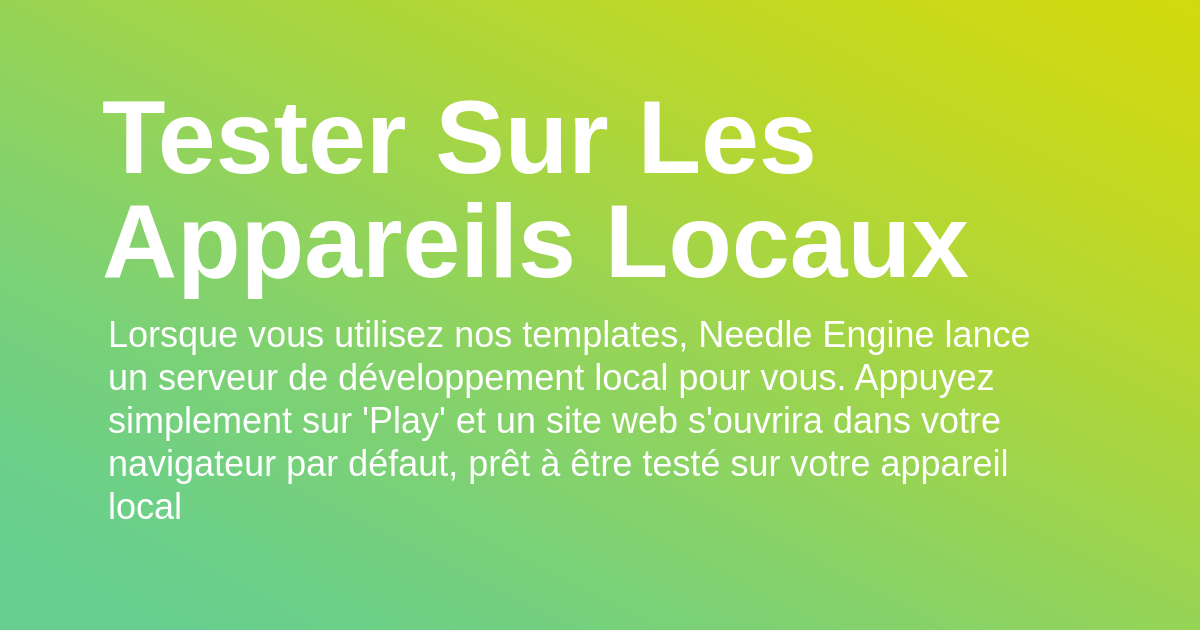 Tester Sur Les
Appareils Locaux
Lorsque vous utilisez nos templates, Needle Engine lance
un serveur de développement local pour vous. Appuyez
simplement sur 'Play' et un site web s'ouvrira dans votre
navigateur par défaut, prêt à être testé sur votre appareil
local